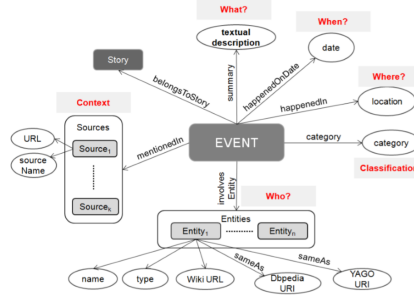 What?
When?
textual
description
Story
date
belongsToStory
summary
happenedOnDate
Where?
happenedIn
location
Context
URL
Sources
source
Name
Source1
Sourcek
mentionedIn
EVENT
category
category
Classification
involves
Entity
Who?
Entities
Entity1
Entityn
sameAs
sameAs
name
type
Wiki URL
Dbpedia
URI
YAGO
URI